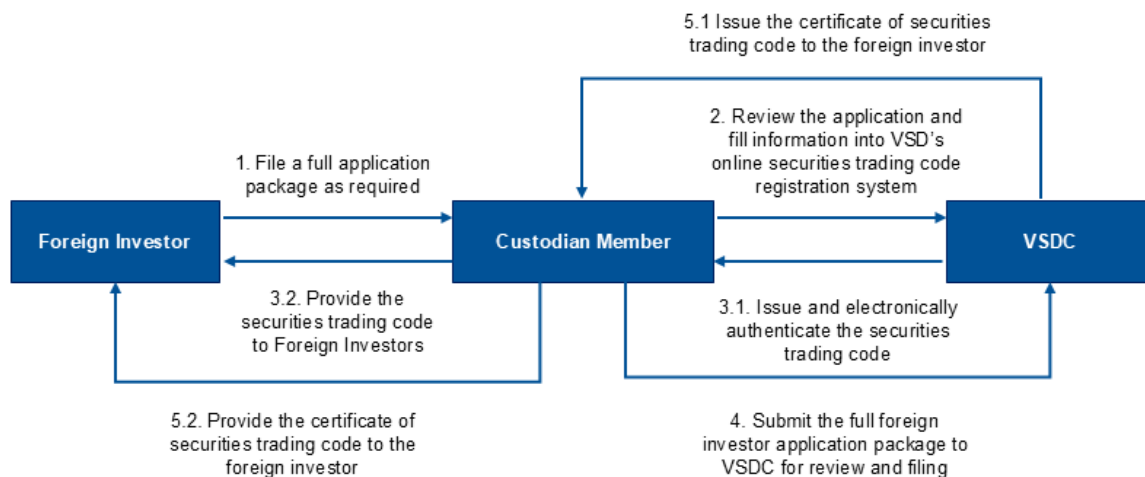 5.1 Issue the certificate of securities
trading code to the foreign investor
2. Review the application and
fill information into VSD's
online securities trading code
registration system
1. File a full application
package as required
Foreign Investor
Custodian Member
VSDC
3.2. Provide the
securities trading code
to Foreign Investors
3.1. Issue and electronically
authenticate the securities
trading code
5.2. Provide the certificate of
securities trading code to the
foreign investor
4. Submit the full foreign
investor application package to
VSDC for review and filing